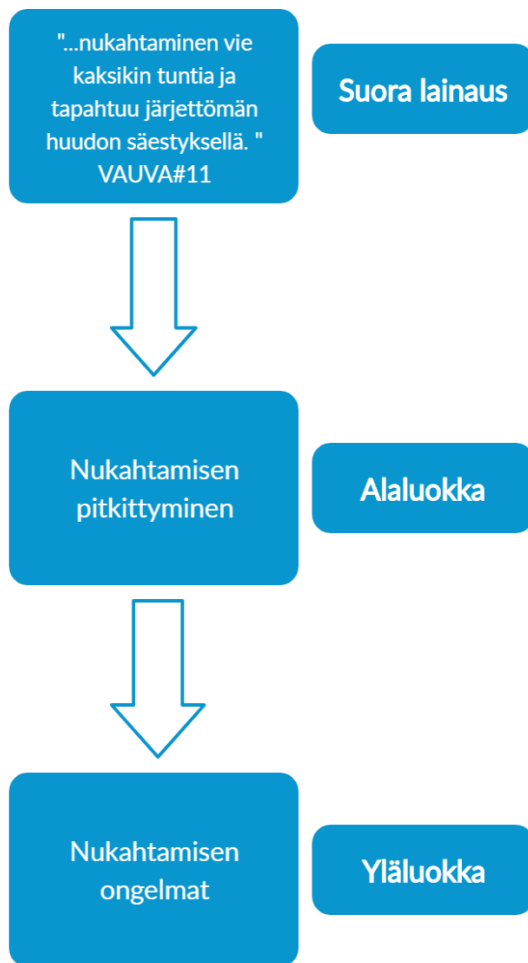 "...nukahtaminen vie
kaksikin tuntia ja
tapahtuu järjettömän
huudon säestyksellä. "
VAUVA#11
Suora lainaus
Nukahtamisen
pitkittyminen
Alaluokka
Nukahtamisen
ongelmat
Yläluokka